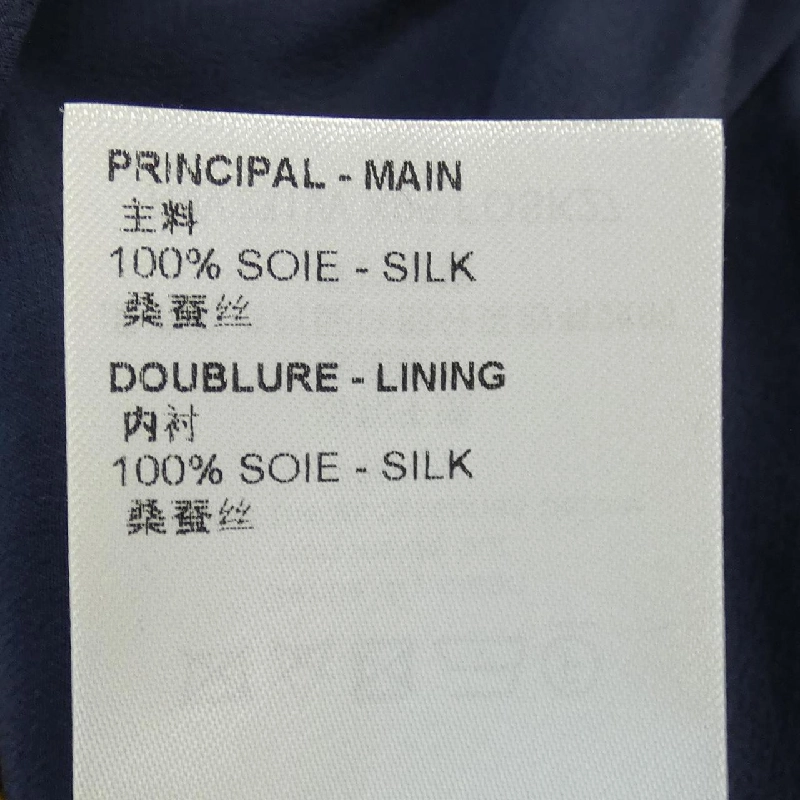 PRINCIPAL - MAIN
主料
100% SOIE - SILK
桑蚕丝
DOUBLURE - LINING
内衬
100% SOIE - SILK
桑蚕丝